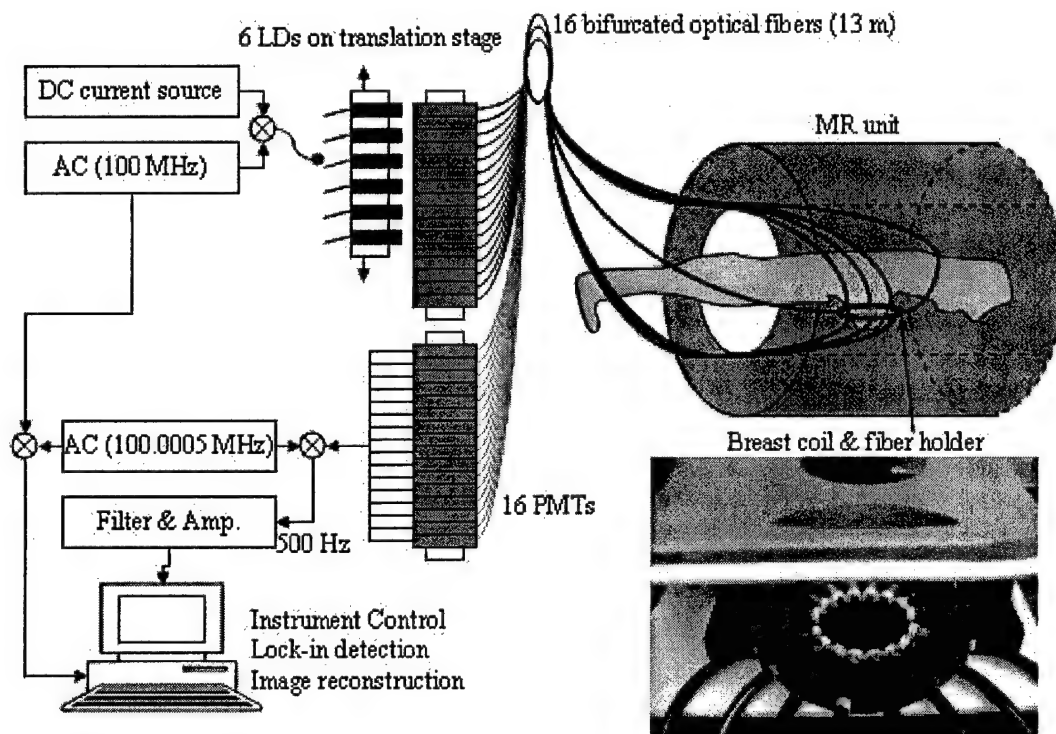 6 LDs on translation stage
16 bifurcated optical fibers (13 m)
DC current source
AC (100 MHz)
MR unit
AC (100.0005 MHz)
Filter & Amp.
500 Hz
16 PMTs
Breast coil & fiber holder
Instrument Control
Lock-in detection
Image reconstruction